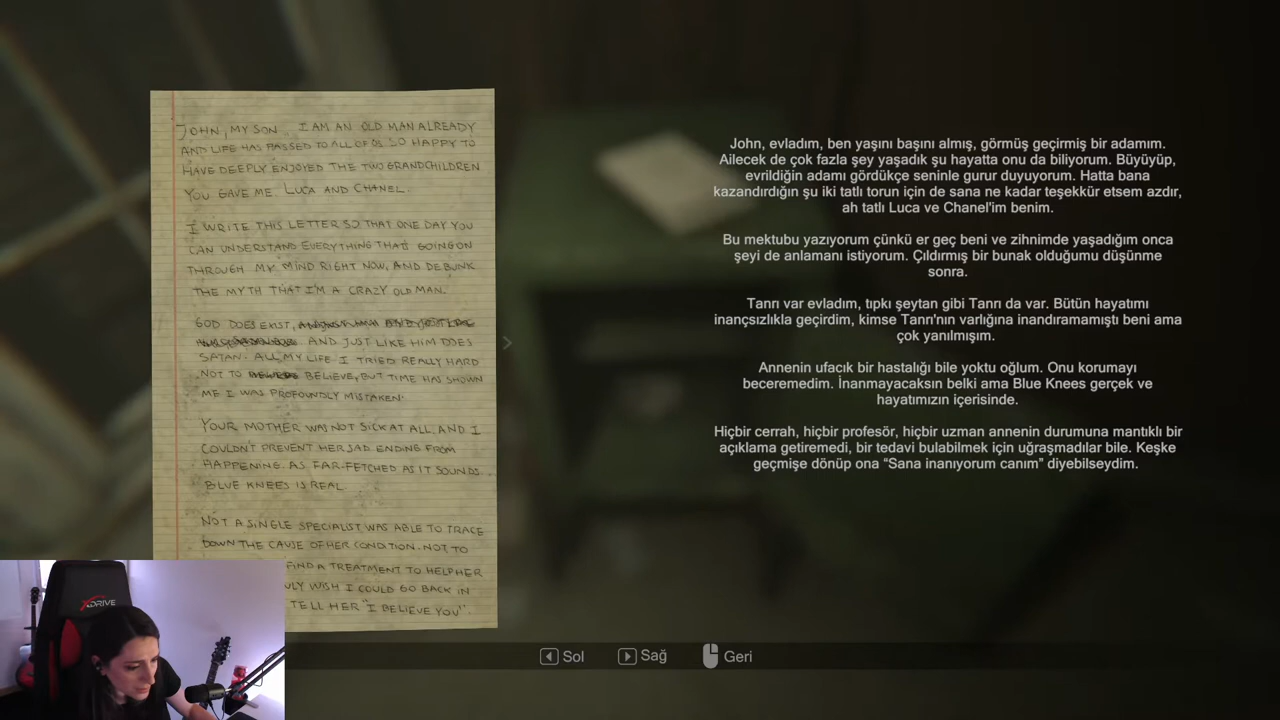 JOHN, MY SON. I AM AN OLD MAN ALREADY
AND LIFE HAS PASSED TO ALL OF US SO HAPPY TO
HAVE DEEPLY ENJOYED THE TWO GRANDCHILDREN
YOU GAVE ME. LUCA AND CHANEL.
I WRITE THIS LETTER SO THAT ONE DAY YOU
CAN UNDERSTAND EVERYTHING THAT'S GOING ON
THROUGH MY MIND RIGHT NOW, AND DEBUNK
THE MYTH THAT I'M A CRAZY OLD MAN.
GOD DOES EXIST,
AND JUST LIKE HIM DOES
SATAN. ALL MY LIFE I TRIED REALLY HARD
NOT TO BELIEVE, BUT TIME HAS SHOWN
ME I WAS PROFOUNDLY MISTAKEN.
YOUR MOTHER WAS NOT SICK AT ALL, AND I
COULDN'T PREVENT HER SAD ENDING FROM
HAPPENING. AS FAR-FETCHED AS IT SOUNDS
BLUE KNEES IS REAL.
NOT A SINGLE SPECIALIST WAS ABLE TO TRACE
DOWN THE CAUSE OF HER CONDITION. NOT TO
FIND A TREATMENT TO HELP HER
WISH I COULD GO BACK IN
TELL HER "I BELIEVE YOU".
John, evladım, ben yaşını başını almış, görmüş geçirmiş bir adamım.
Ailecek de çok fazla şey yaşadık şu hayatta onu da biliyorum. Büyüyüp,
evrildiğin adamı gördükçe seninle gurur duyuyorum. Hatta bana
kazandırdığın şu iki tatlı torun için de sana ne kadar teşekkür etsem azdır,
ah tatlı Luca ve Chanel'im benim.
Bu mektubu yazıyorum çünkü er geç beni ve zihnimde yaşadığım onca
şeyi de anlamanı istiyorum. Çıldırmış bir bunak olduğumu düşünme
sonra.
Tanrı var evladım, tıpkı şeytan gibi Tanrı da var. Bütün hayatımı
inançsızlıkla geçirdim, kimse Tanrı'nın varlığına inandıramamıştı beni ama
çok yanılmışım.
Annenin ufacık bir hastalığı bile yoktu oğlum. Onu korumayı
beceremedim. İnanmayacaksın belki ama Blue Knees gerçek ve
hayatımızın içerisinde.
Hiçbir cerrah, hiçbir profesör, hiçbir uzman annenin durumuna mantıklı bir
açıklama getiremedi, bir tedavi bulabilmek için uğraşmadılar bile. Keşke
geçmişe dönüp ona “Sana inanıyorum canım” diyebilseydim.
XDRIVE
Sol
Sağ
Geri